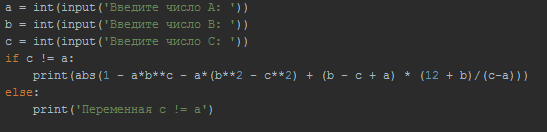 a = int(input('Введите число A: '))
b = int(input('Введите число B: '))
c = int(input('Введите число C: '))
if c != a:
    print(abs(1 - a*b**c - a*(b**2 - c**2) + (b - c + a) * (12 + b)/(c-a)))
else:
    print('Переменная c != a')